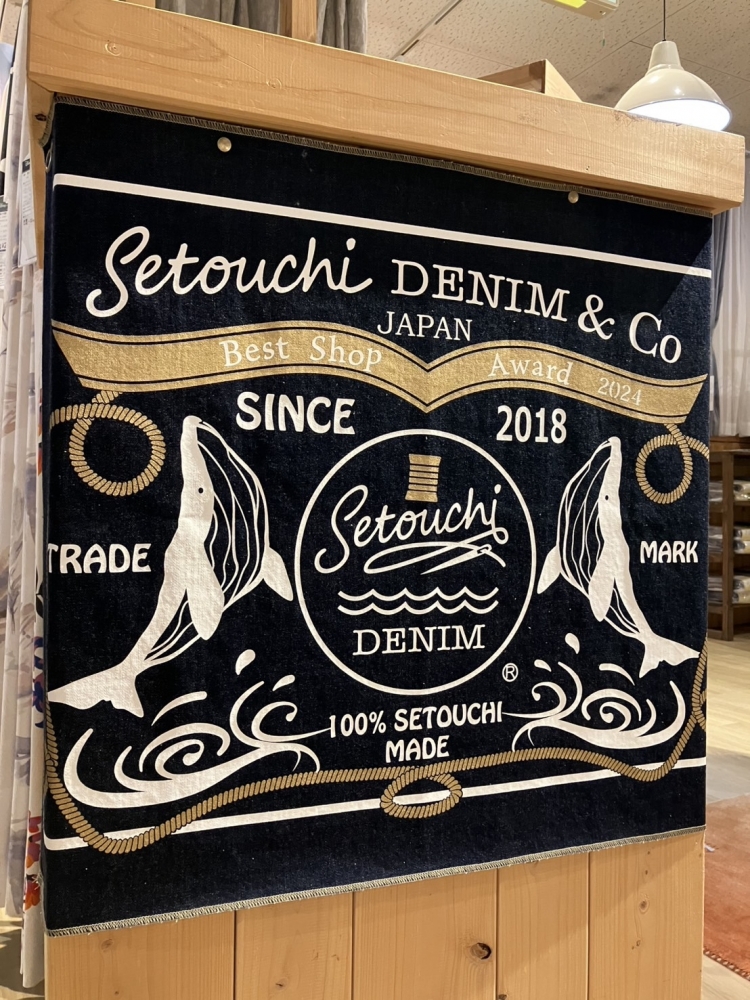 Setouchi DENIM & Co
JAPAN
Best Shop Award 2024
SINCE 2018
Setouchi
TRADE MARK
DENIM
®
100% SETOUCHI
MADE